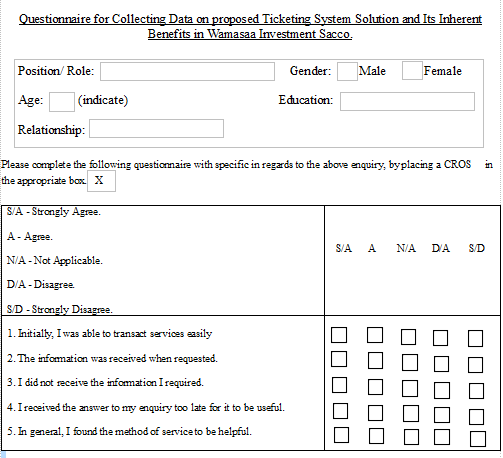 Questionnaire for Collecting Data on proposed Ticketing System Solution and Its Inherent
Benefits in Wamasaa Investment Sacco.
Position/ Role: Gender: Male Female
Age: (indicate) Education:
Relationship:
Please complete the following questionnaire with specific in regards to the above enquiry, by placing a CROS in
the appropriate box. X
S/A - Strongly Agree.
A - Agree.
S/A A N/A D/A S/D
N/A - Not Applicable.
D/A - Disagree.
S/D - Strongly Disagree.
1. Initially, I was able to transact services easily
2. The information was received when requested.
3. I did not receive the information I required.
4. I received the answer to my enquiry too late for it to be useful.
5. In general, I found the method of service to be helpful.